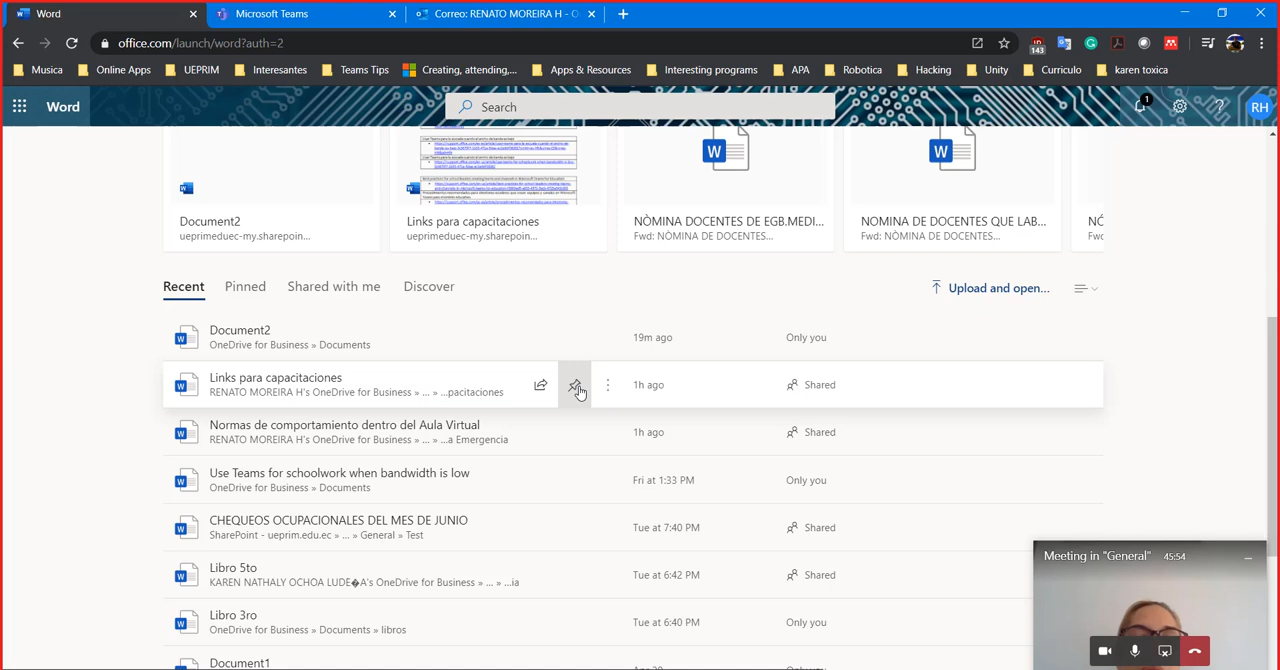 Word
Microsoft Teams
Correo: RENATO MOREIRA H - O
office.com/launch/word?auth=2
143
Musica
Online Apps
UEPRIM
Interesantes
Teams Tips
Creating, attending,...
Apps & Resources
Interesting programs
APA
Robotica
Hacking
Unity
Curriculo
karen toxica
Word
Search
1
RH
Document2
ueprimeduec-my.sharepoin...
Links para capacitaciones
ueprimeduec-my.sharepoin...
NÒMINA DOCENTES DE EGB.MEDI...
Fwd: NÒMINA DE DOCENTES...
NOMINA DE DOCENTES QUE LAB...
Fwd: NÒMINA DE DOCENTES...
NÓ
Fwd
Recent
Pinned
Shared with me
Discover
Upload and open...
Document2
OneDrive for Business » Documents
19m ago
Only you
Links para capacitaciones
RENATO MOREIRA H's OneDrive for Business » ... » ...pacitaciones
1h ago
Shared
Normas de comportamiento dentro del Aula Virtual
RENATO MOREIRA H's OneDrive for Business » ... » ...a Emergencia
1h ago
Shared
Use Teams for schoolwork when bandwidth is low
OneDrive for Business » Documents
Fri at 1:33 PM
Only you
CHEQUEOS OCUPACIONALES DEL MES DE JUNIO
SharePoint - ueprim.edu.ec » ... » General » Test
Tue at 7:40 PM
Shared
Libro 5to
KAREN NATHALY OCHOA LUDE�A's OneDrive for Business » ... » ...ia
Tue at 6:42 PM
Shared
Libro 3ro
OneDrive for Business » Documents » libros
Tue at 6:40 PM
Only you
Document1
Meeting in "General"
45:54